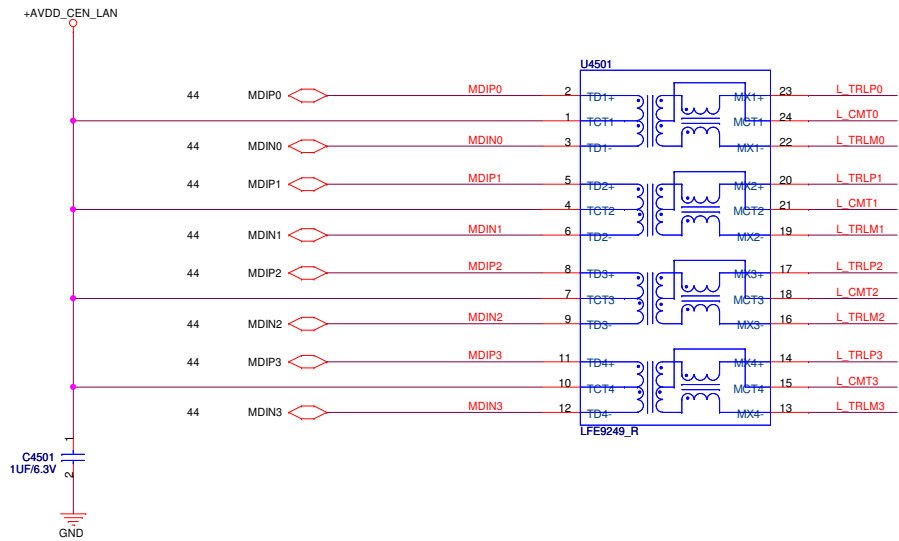 +AVDD_CEN_LAN
U4501
44 MDIP0 MDIP0 2 TD1+ MX1+ 23 L_TRLP0
1 TCT1 MCT1 24 L_CMT0
44 MDIN0 MDIN0 3 TD1- MX1- 22 L_TRLM0
44 MDIP1 MDIP1 5 TD2+ MX2+ 20 L_TRLP1
4 TCT2 MCT2 21 L_CMT1
44 MDIN1 MDIN1 6 TD2- MX2- 19 L_TRLM1
44 MDIP2 MDIP2 8 TD3+ MX3+ 17 L_TRLP2
7 TCT3 MCT3 18 L_CMT2
44 MDIN2 MDIN2 9 TD3- MX3- 16 L_TRLM2
44 MDIP3 MDIP3 11 TD4+ MX4+ 14 L_TRLP3
10 TCT4 MCT4 15 L_CMT3
44 MDIN3 MDIN3 12 TD4- MX4- 13 L_TRLM3
LFE9249_R
1
C4501
1UF/6.3V
2
GND